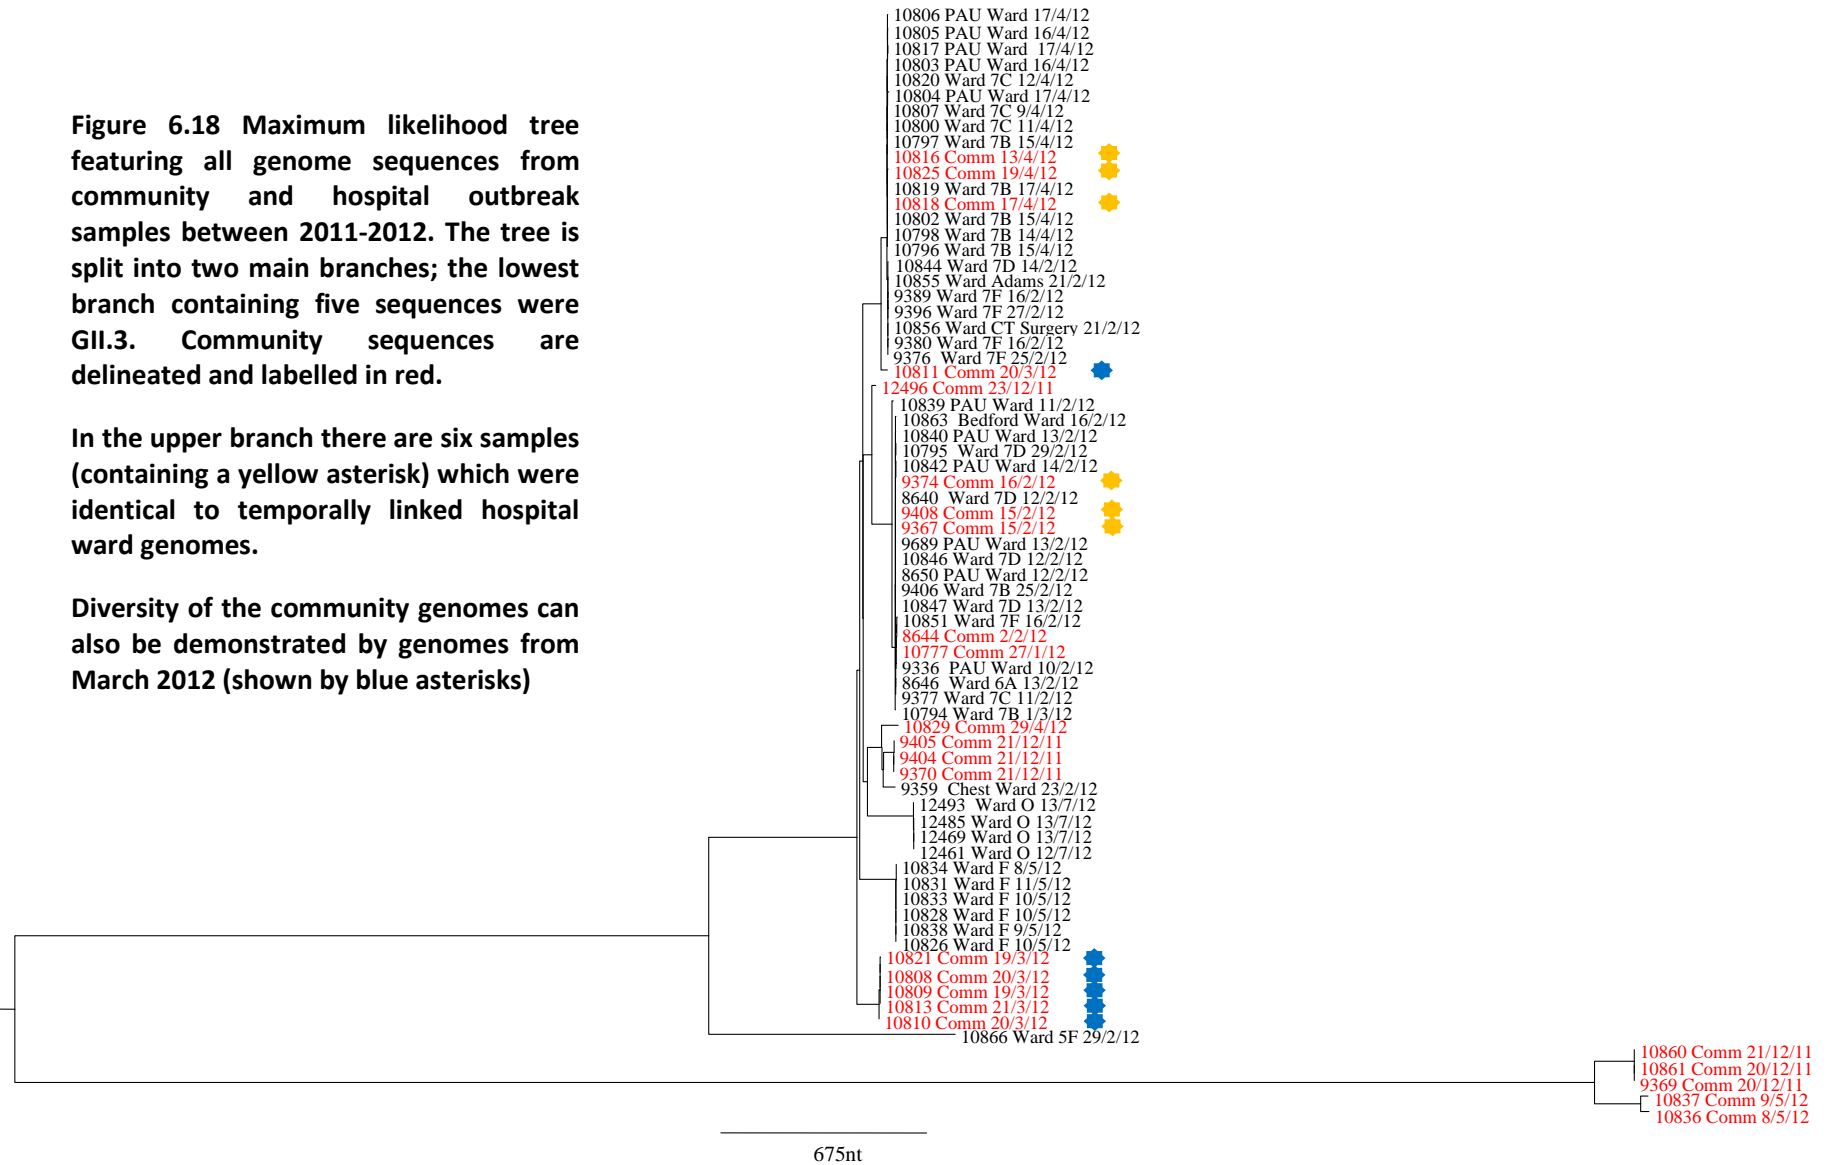 Figure 6.18 Maximum likelihood tree
featuring all genome sequences from
community and hospital outbreak
samples between 2011-2012. The tree is
split into two main branches; the lowest
branch containing five sequences were
GII.3. Community sequences are
delineated and labelled in red.
In the upper branch there are six samples
(containing a yellow asterisk) which were
identical to temporally linked hospital
ward genomes.
Diversity of the community genomes can
also be demonstrated by genomes from
March 2012 (shown by blue asterisks)
10806 PAU Ward 17/4/12
10805 PAU Ward 16/4/12
10817 PAU Ward 17/4/12
10803 PAU Ward 16/4/12
10820 Ward 7C 12/4/12
10804 PAU Ward 17/4/12
10807 Ward 7C 9/4/12
10800 Ward 7C 11/4/12
10797 Ward 7B 15/4/12
10816 Comm 13/4/12
10825 Comm 19/4/12
10819 Ward 7B 17/4/12
10818 Comm 17/4/12
10802 Ward 7B 15/4/12
10798 Ward 7B 14/4/12
10796 Ward 7B 15/4/12
10844 Ward 7D 14/2/12
10855 Ward Adams 21/2/12
9389 Ward 7F 16/2/12
9396 Ward 7F 27/2/12
10856 Ward CT Surgery 21/2/12
9380 Ward 7F 16/2/12
9376 Ward 7F 25/2/12
10811 Comm 20/3/12
12496 Comm 23/12/11
10839 PAU Ward 11/2/12
10863 Bedford Ward 16/2/12
10840 PAU Ward 13/2/12
10795 Ward 7D 29/2/12
10842 PAU Ward 14/2/12
9374 Comm 16/2/12
8640 Ward 7D 12/2/12
9408 Comm 15/2/12
9367 Comm 15/2/12
9689 PAU Ward 13/2/12
10846 Ward 7D 12/2/12
8650 PAU Ward 12/2/12
9406 Ward 7B 25/2/12
10847 Ward 7D 13/2/12
10851 Ward 7F 16/2/12
8644 Comm 2/2/12
10777 Comm 27/1/12
9336 PAU Ward 10/2/12
8646 Ward 6A 13/2/12
9377 Ward 7C 11/2/12
10794 Ward 7B 1/3/12
10829 Comm 29/4/12
9405 Comm 21/12/11
9404 Comm 21/12/11
9370 Comm 21/12/11
9359 Chest Ward 23/2/12
12493 Ward O 13/7/12
12485 Ward O 13/7/12
12469 Ward O 13/7/12
12461 Ward O 12/7/12
10834 Ward F 8/5/12
10831 Ward F 11/5/12
10833 Ward F 10/5/12
10828 Ward F 10/5/12
10838 Ward F 9/5/12
10826 Ward F 10/5/12
10821 Comm 19/3/12
10808 Comm 20/3/12
10809 Comm 19/3/12
10813 Comm 21/3/12
10810 Comm 20/3/12
10866 Ward 5F 29/2/12
10860 Comm 21/12/11
10861 Comm 20/12/11
9369 Comm 20/12/11
10837 Comm 9/5/12
10836 Comm 8/5/12
675nt